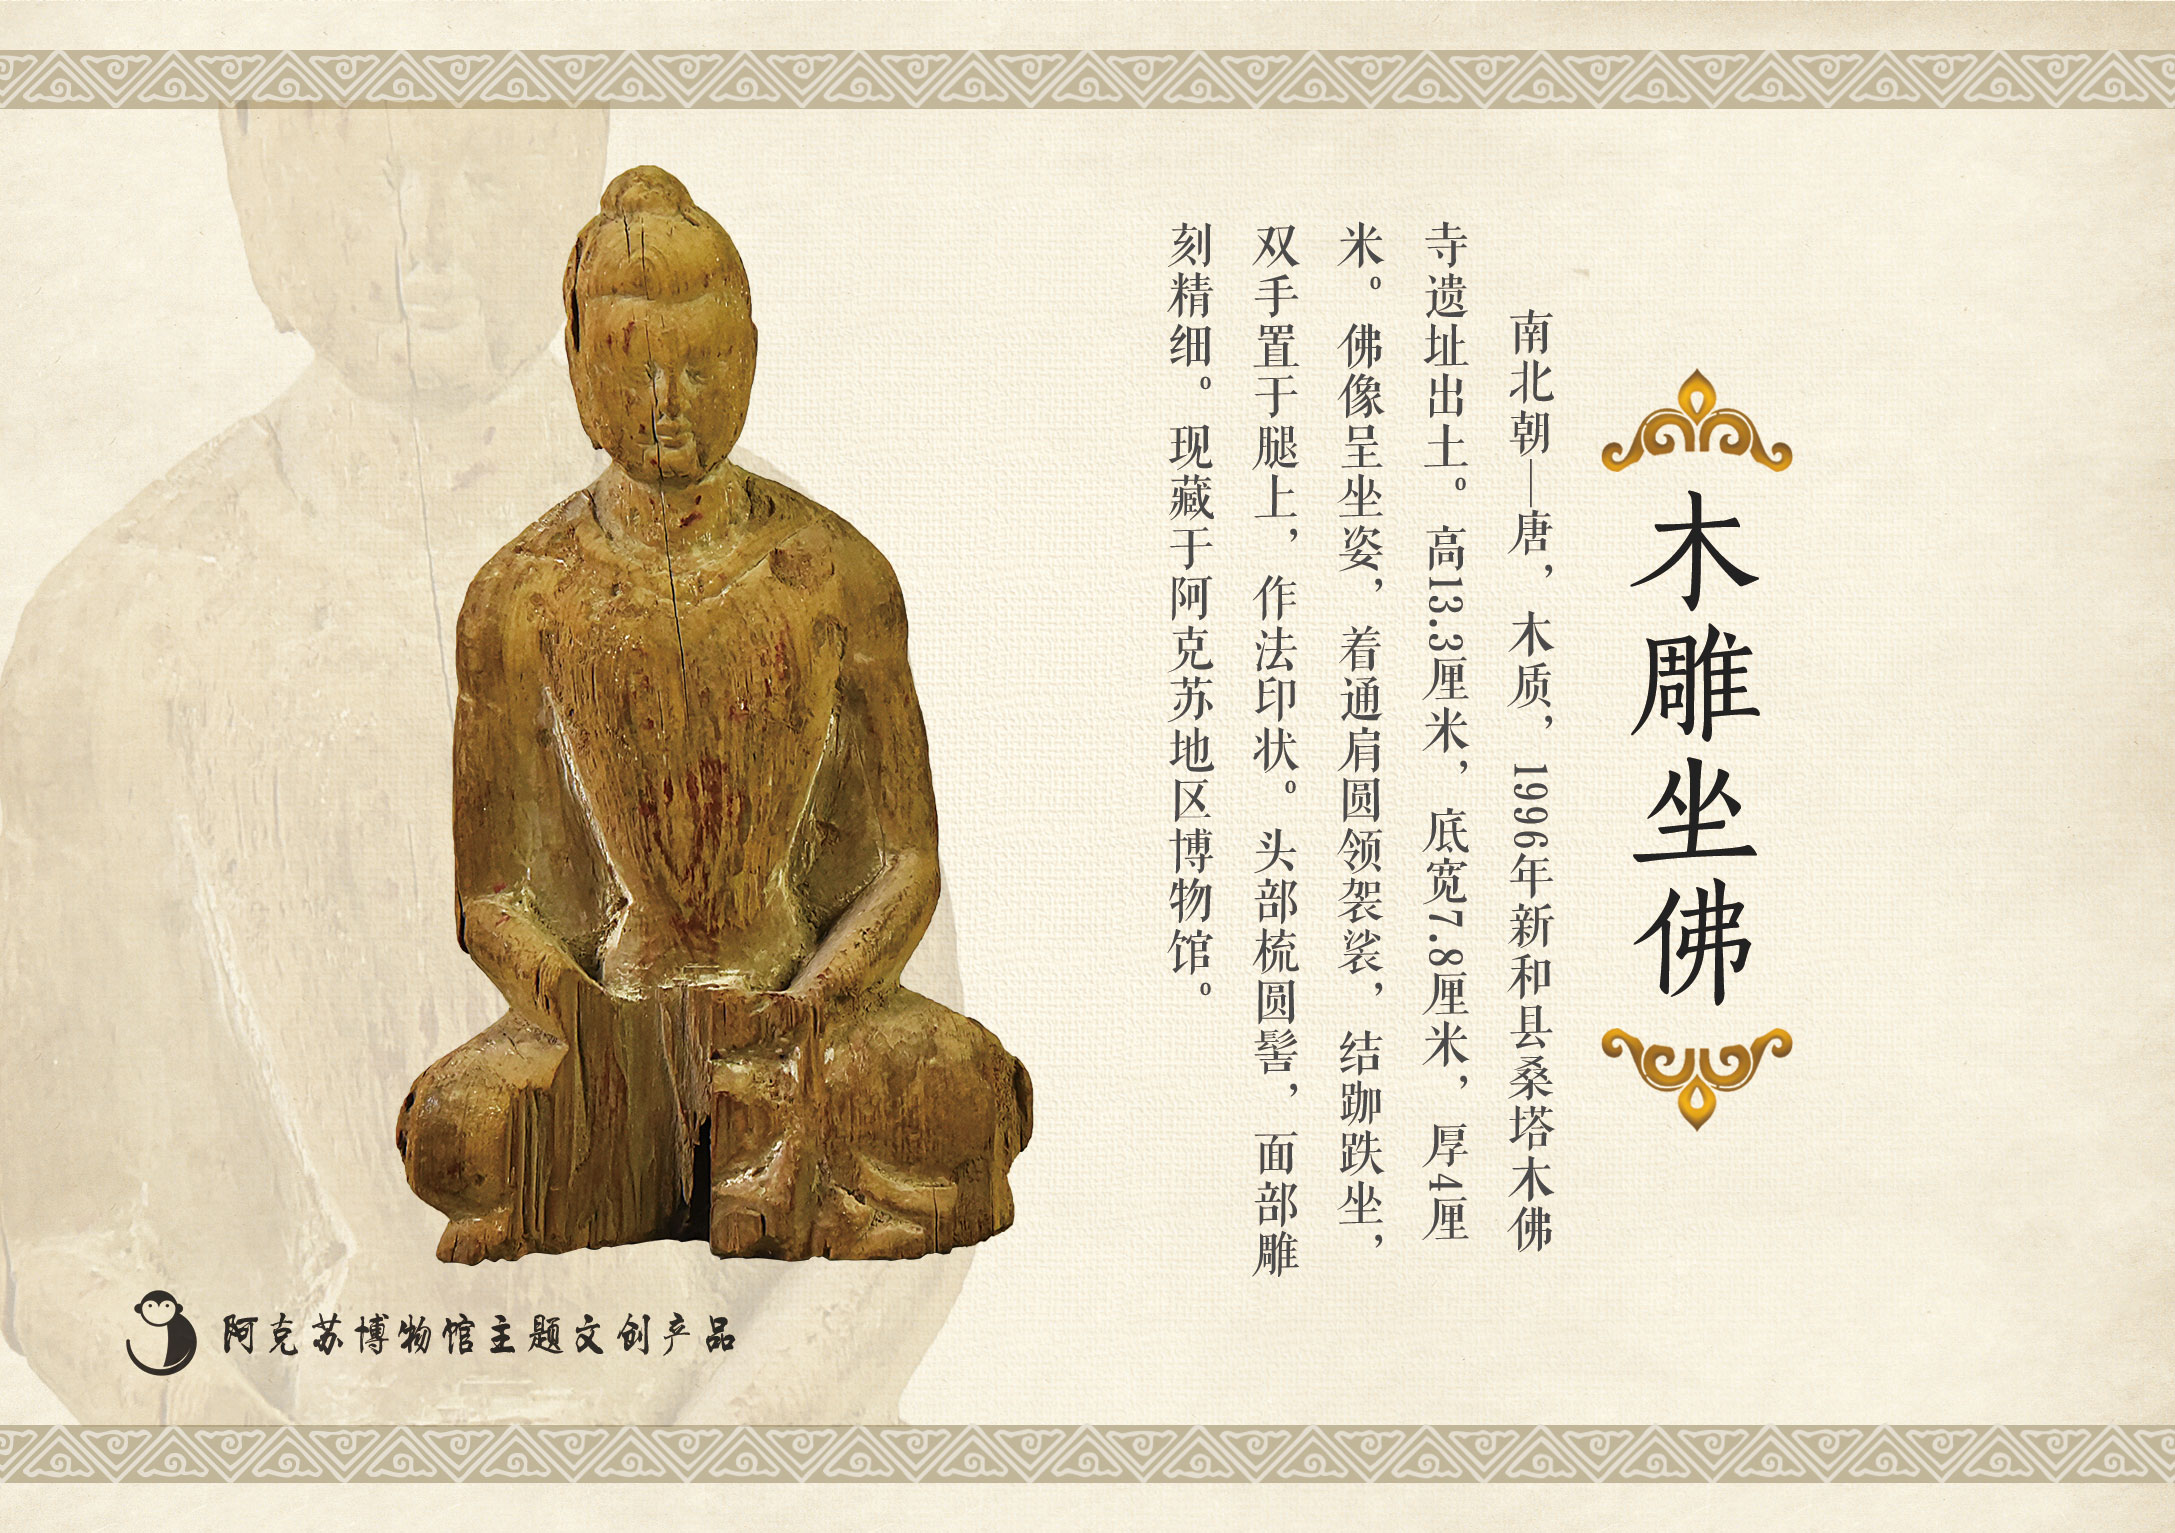 木雕坐佛
南北朝—唐，木质，1996年新和县桑塔木佛
寺遗址出土。高13.3厘米，底宽7.8厘米，厚4厘
米。佛像呈坐姿，着通肩圆领袈裟，结跏趺坐，
双手置于腿上，作法印状。头部梳圆髻，面部雕
刻精细。现藏于阿克苏地区博物馆。
阿克苏博物馆主题文创产品